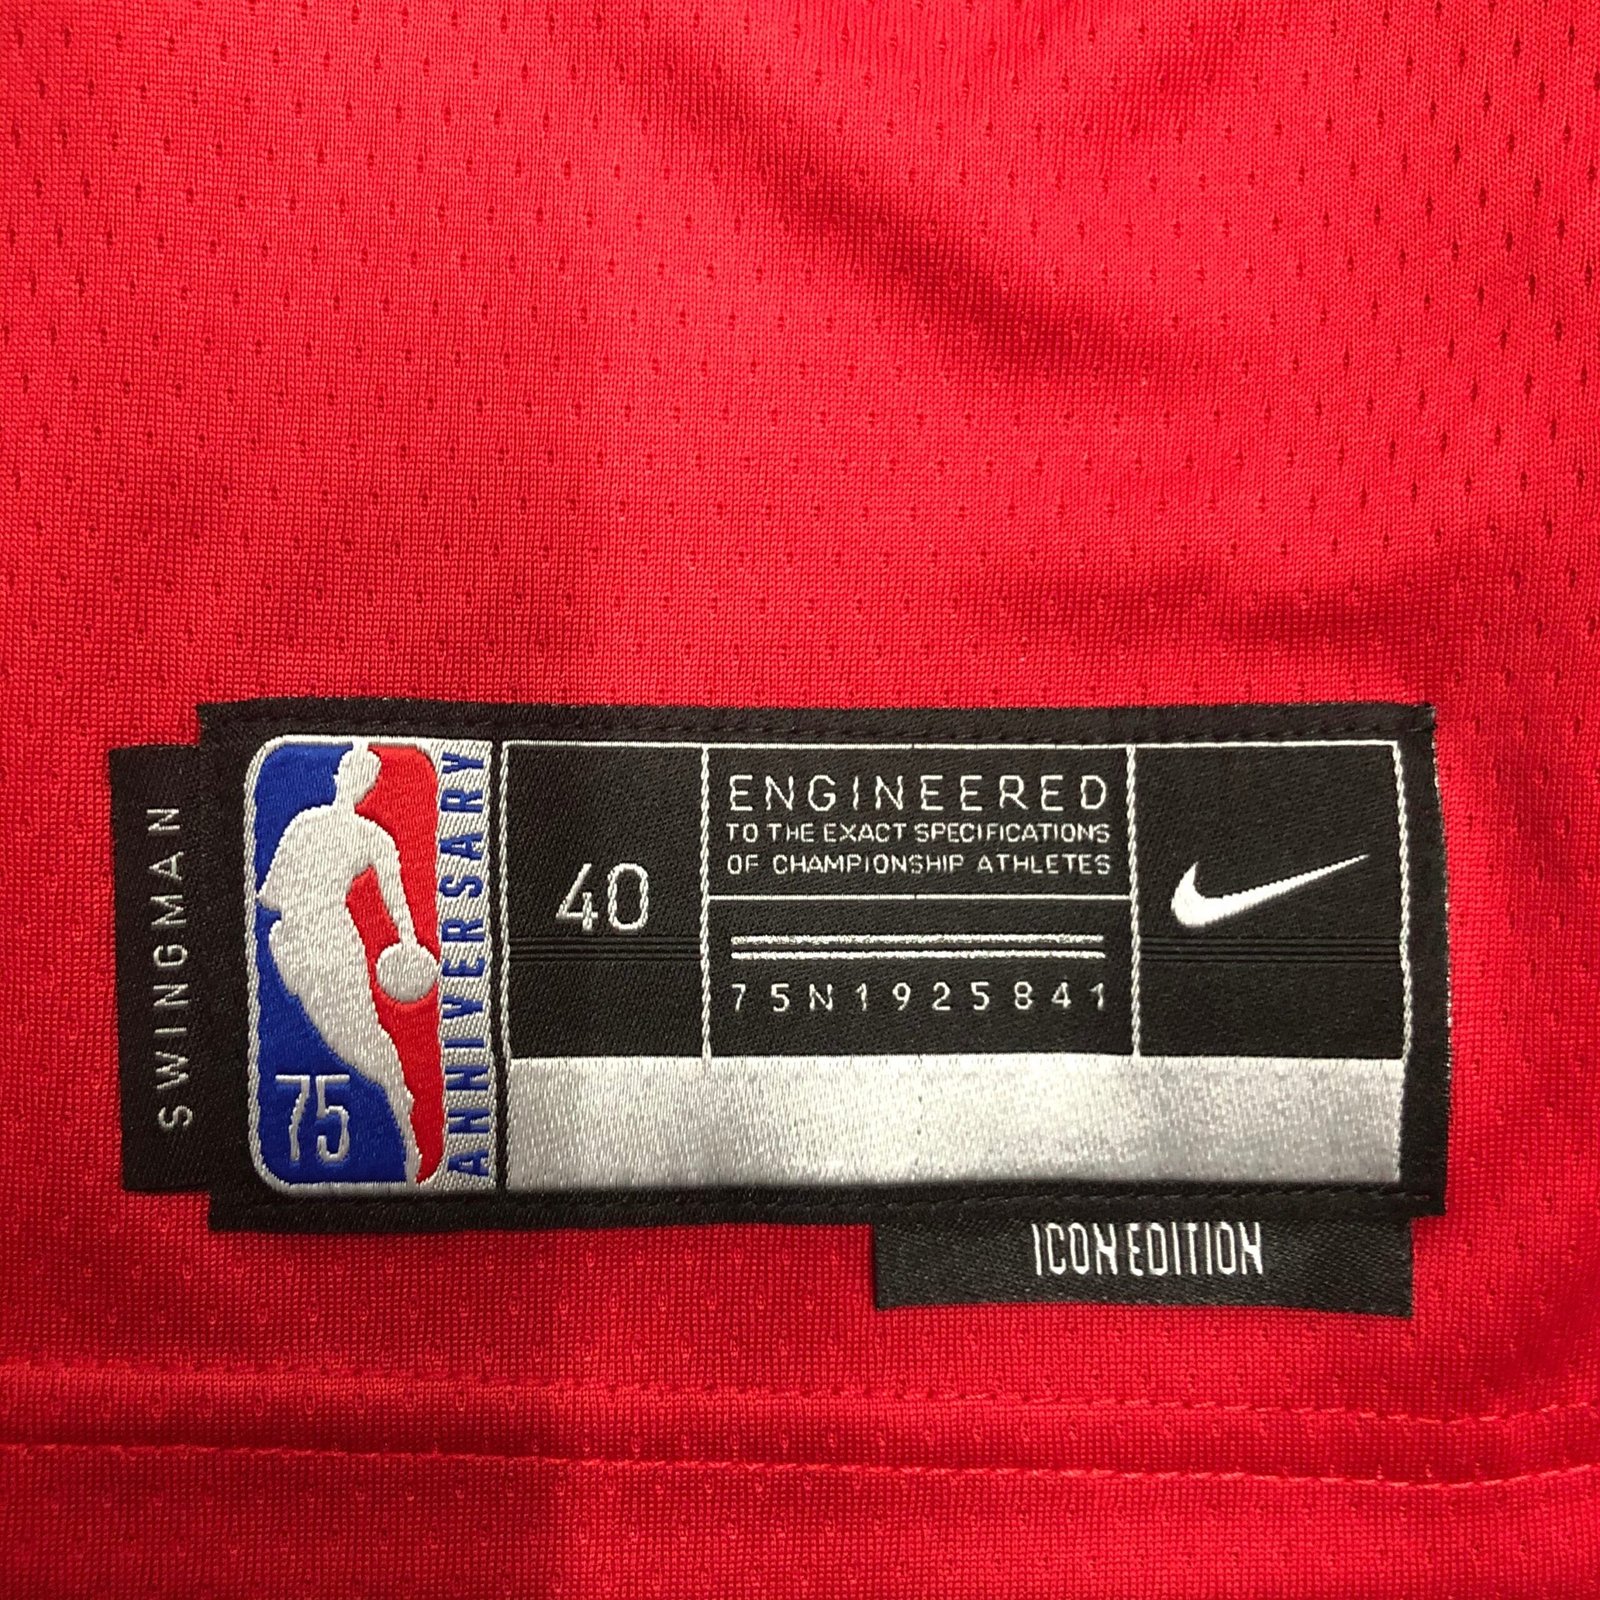 SWINGMAN
75
ANNIVERSARY
40
ENGINEERED
TO THE EXACT SPECIFICATIONS
OF CHAMPIONSHIP ATHLETES
75N1925841
ICON EDITION